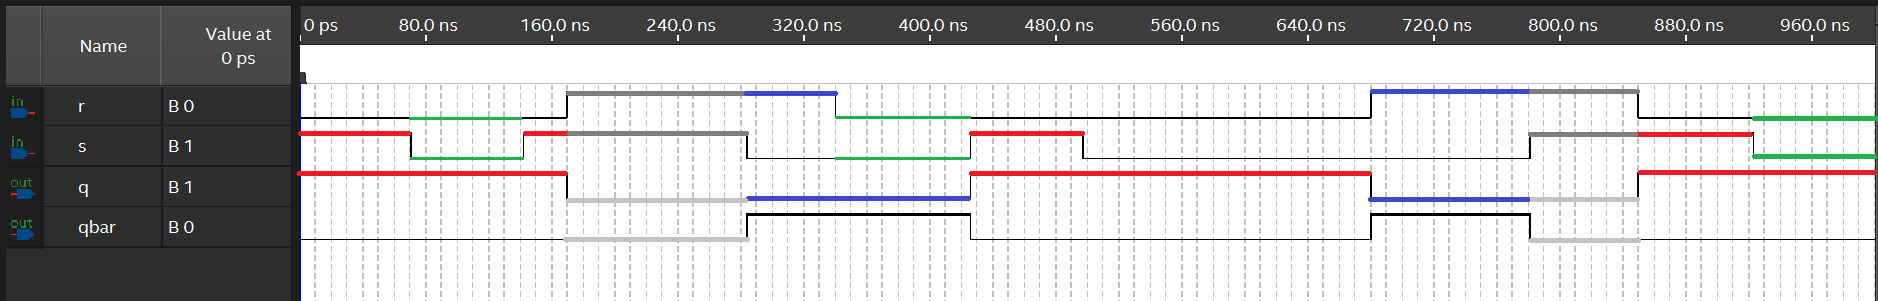 0 ps 80.0 ns 160.0 ns 240.0 ns 320.0 ns 400.0 ns 480.0 ns 560.0 ns 640.0 ns 720.0 ns 800.0 ns 880.0 ns 960.0 ns
Name Value at
0 ps
in r B 0
in s B 1
out q B 1
out qbar B 0